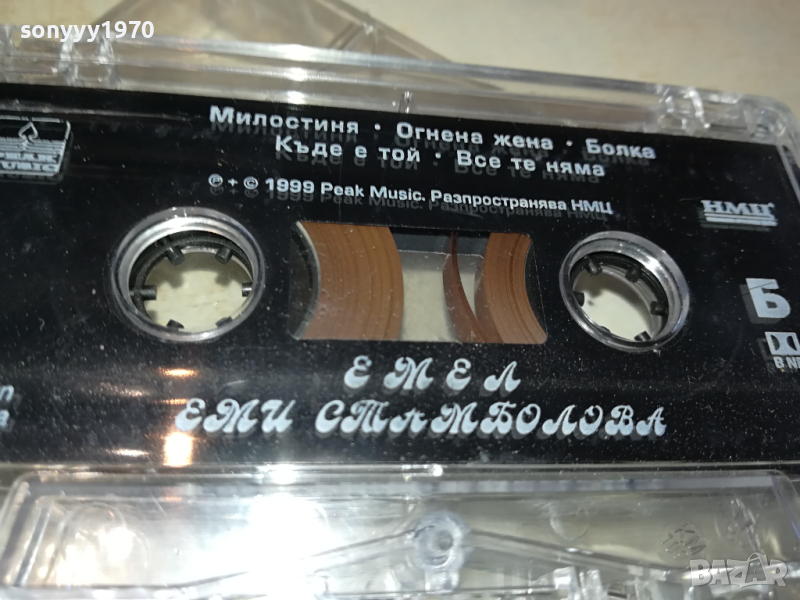 sonyyy1970
Милостиня · Огнена жена · Болка
Къде е той · Все те няма
℗ + © 1999 Peak Music. Разпространява НМЦ
НМЦ
Б
ЕМЕЛ
ЕМИ СТАМБОЛОВА
BAZAR